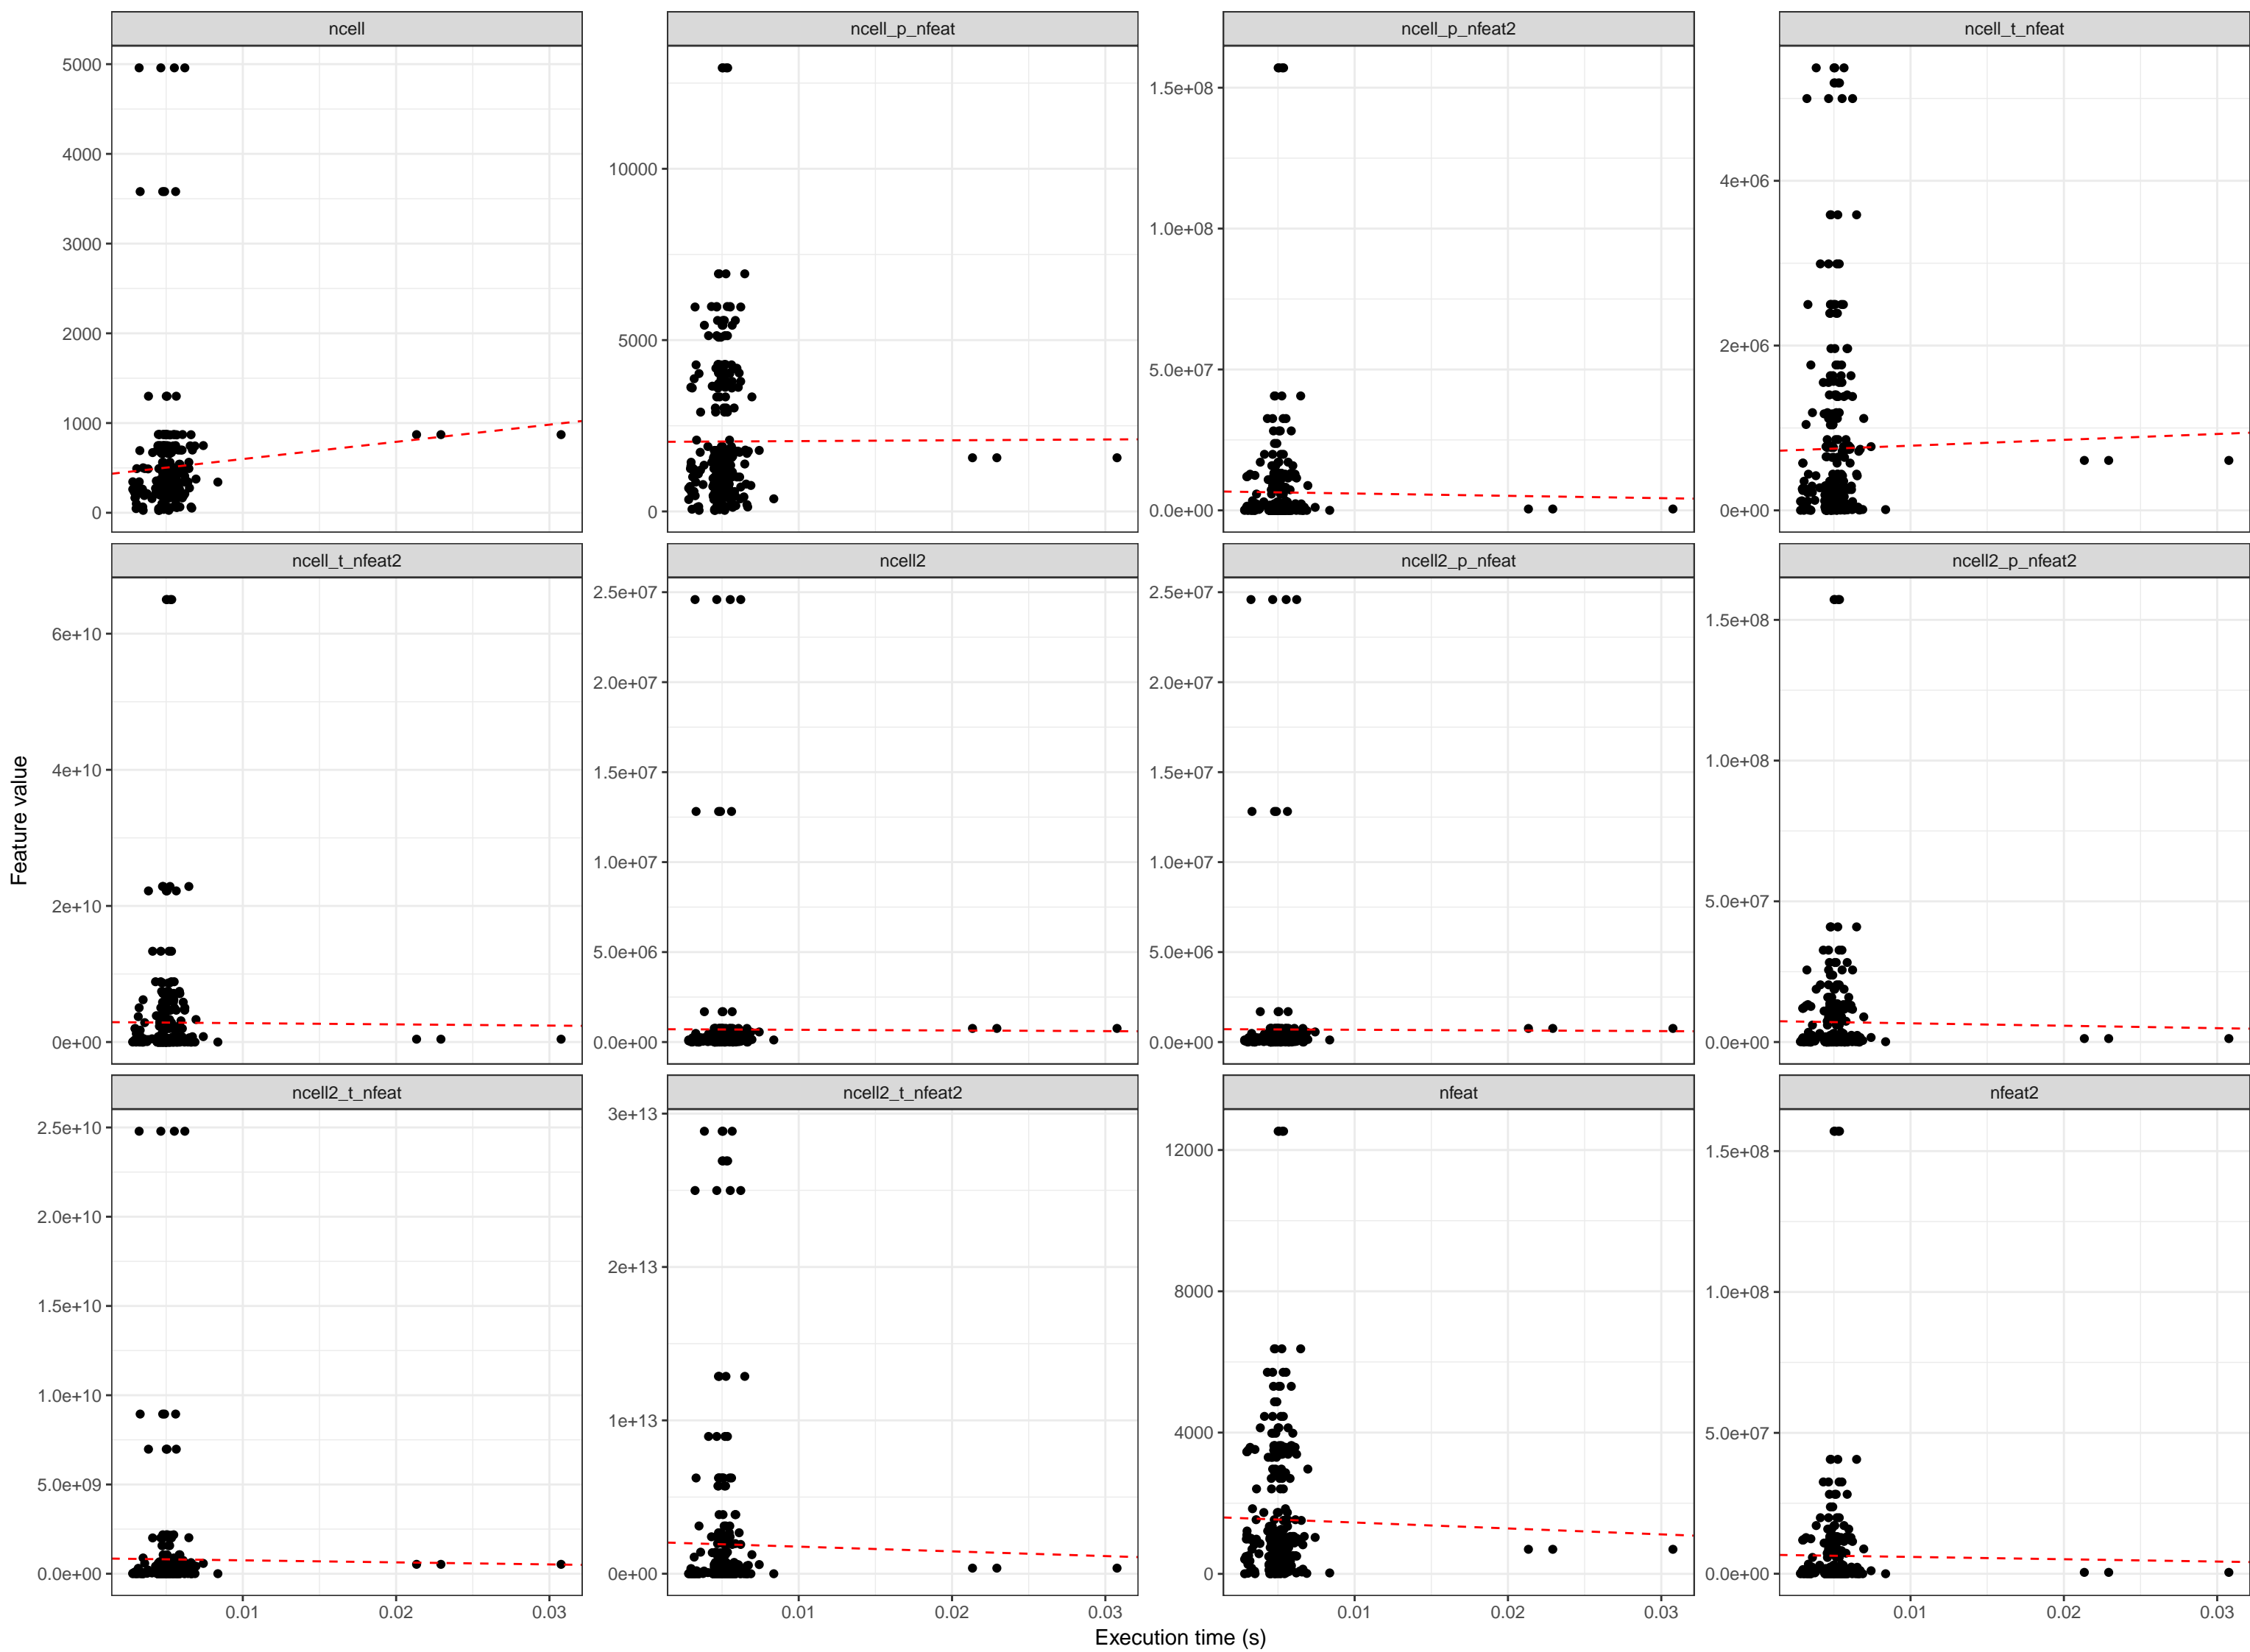 ncell
ncell_p_nfeat
ncell_p_nfeat2
ncell_t_nfeat
5000
4000
3000
2000
1000
0
10000
5000
0
1.5e+08
1.0e+08
5.0e+07
0.0e+00
4e+06
2e+06
0e+00
ncell_t_nfeat2
ncell2
ncell2_p_nfeat
ncell2_p_nfeat2
6e+10
4e+10
2e+10
0e+00
2.5e+07
2.0e+07
1.5e+07
1.0e+07
5.0e+06
0.0e+00
2.5e+07
2.0e+07
1.5e+07
1.0e+07
5.0e+06
0.0e+00
1.5e+08
1.0e+08
5.0e+07
0.0e+00
ncell2_t_nfeat
ncell2_t_nfeat2
nfeat
nfeat2
2.5e+10
2.0e+10
1.5e+10
1.0e+10
5.0e+09
0.0e+00
3e+13
2e+13
1e+13
0e+00
12000
8000
4000
0
1.5e+08
1.0e+08
5.0e+07
0.0e+00
0.01 0.02 0.03
0.01 0.02 0.03
0.01 0.02 0.03
0.01 0.02 0.03
Execution time (s)
Feature value